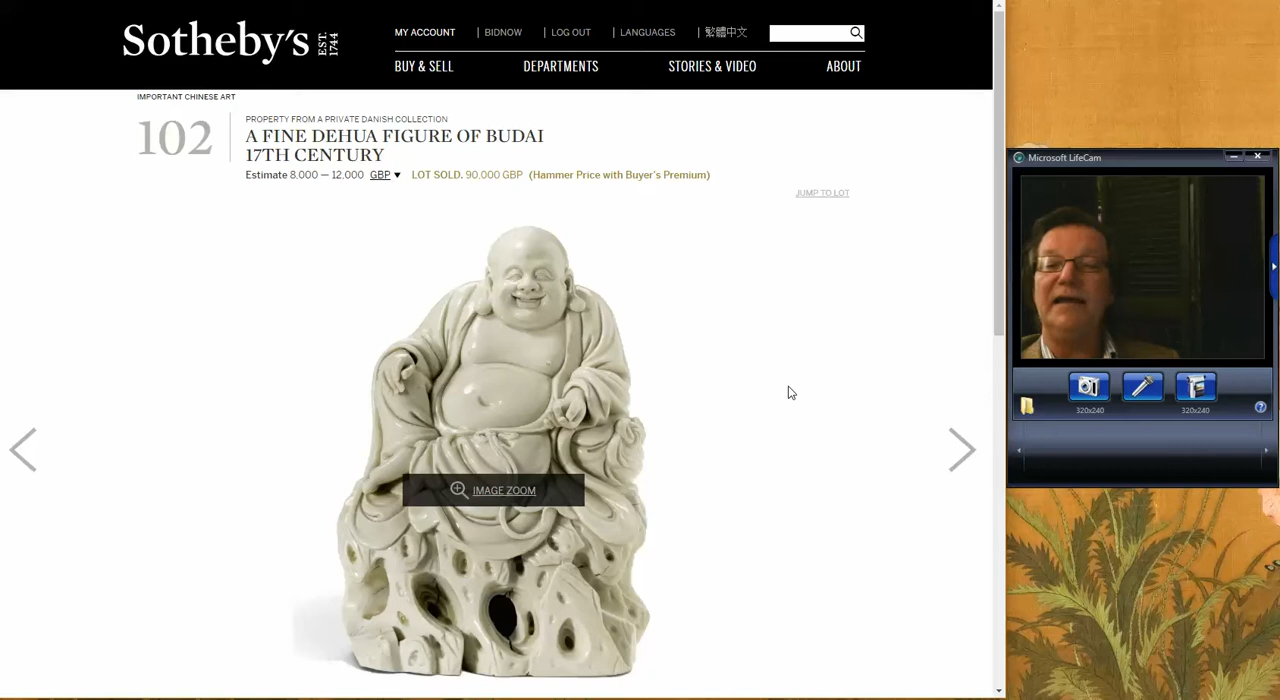 Sotheby's EST. 1744
MY ACCOUNT | BIDNOW | LOG OUT | LANGUAGES | 繁體中文
BUY & SELL DEPARTMENTS STORIES & VIDEO ABOUT
IMPORTANT CHINESE ART
102
PROPERTY FROM A PRIVATE DANISH COLLECTION
A FINE DEHUA FIGURE OF BUDAI
17TH CENTURY
Estimate 8,000 — 12,000 GBP LOT SOLD. 90,000 GBP (Hammer Price with Buyer's Premium)
JUMP TO LOT
IMAGE ZOOM
Microsoft LifeCam
320x240 320x240